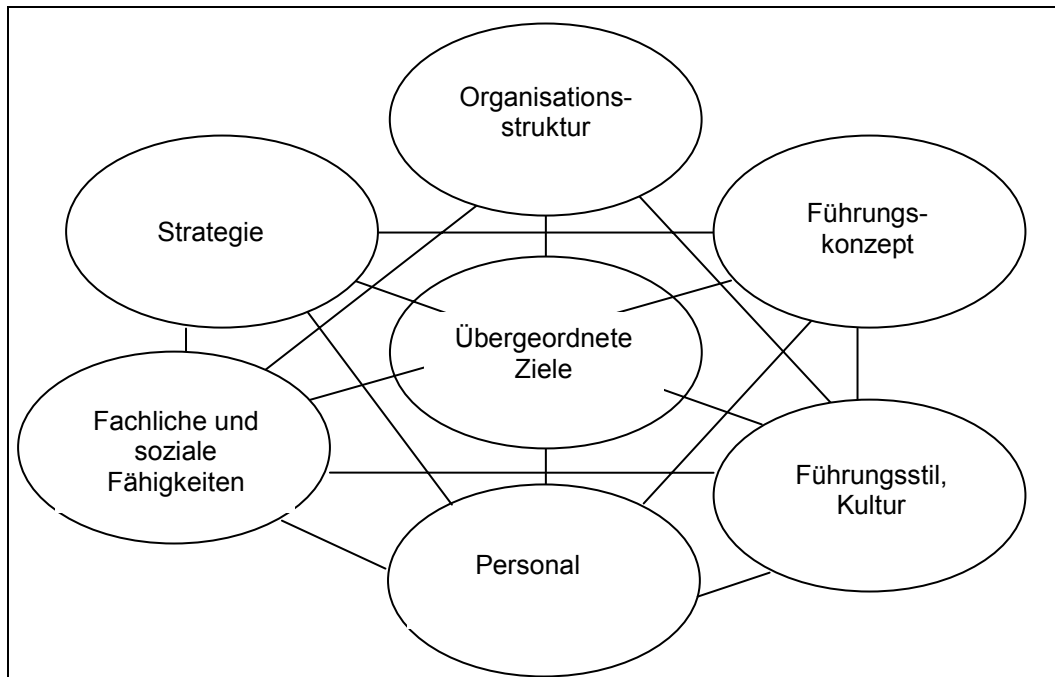 Organisations-
struktur
Strategie
Führungs-
konzept
Übergeordnete
Ziele
Fachliche und
soziale
Fähigkeiten
Führungsstil,
Kultur
Personal